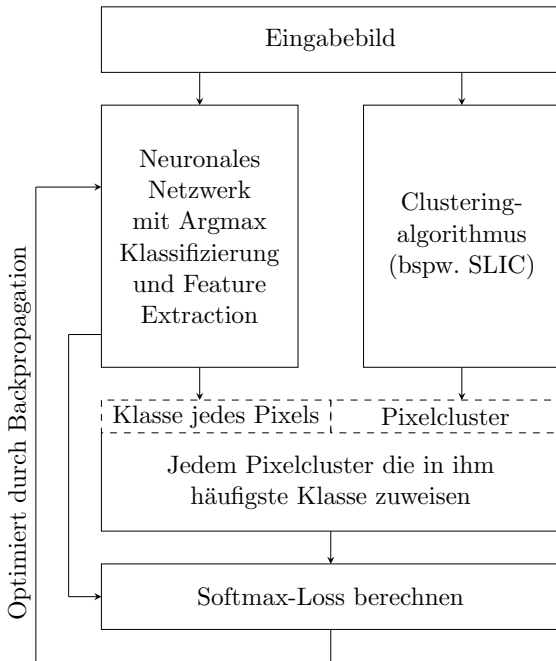 Eingabebild
Neuronales
Netzwerk
mit Argmax
Klassifizierung
und Feature
Extraction
Clustering-
algorithmus
(bspw. SLIC)
Optimiert durch Backpropagation
Klasse jedes Pixels
Pixelcluster
Jedem Pixelcluster die in ihm
häufigste Klasse zuweisen
Softmax-Loss berechnen